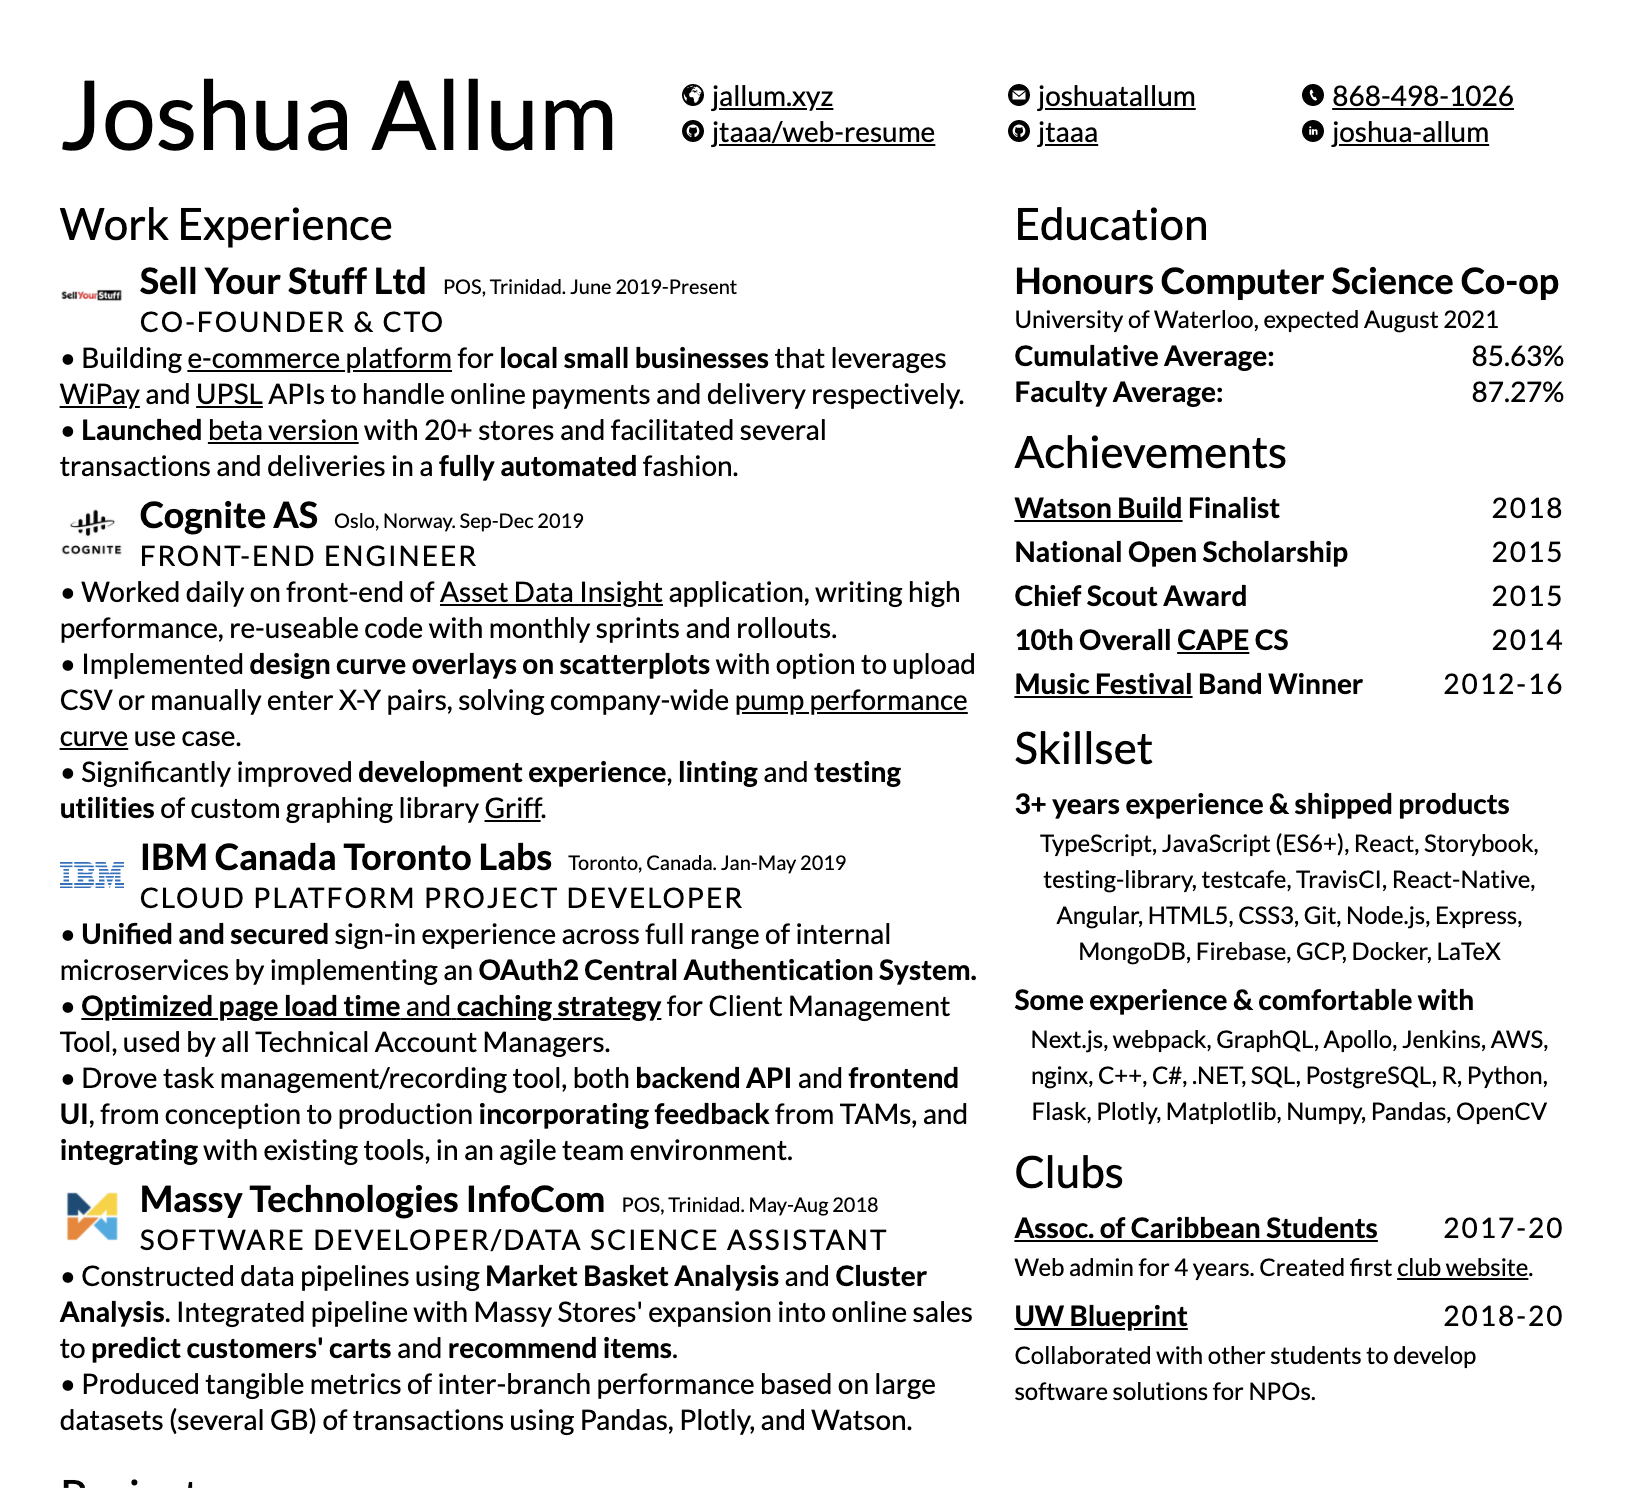 Joshua Allum
jallum.xyz
jtaaa/web-resume
joshuatallum
jtaaa
868-498-1026
joshua-allum
Work Experience
SellYourStuff
Sell Your Stuff Ltd POS, Trinidad. June 2019-Present
CO-FOUNDER & CTO
• Building e-commerce platform for local small businesses that leverages
WiPay and UPSL APIs to handle online payments and delivery respectively.
• Launched beta version with 20+ stores and facilitated several
transactions and deliveries in a fully automated fashion.
COGNITE
Cognite AS Oslo, Norway. Sep-Dec 2019
FRONT-END ENGINEER
• Worked daily on front-end of Asset Data Insight application, writing high
performance, re-useable code with monthly sprints and rollouts.
• Implemented design curve overlays on scatterplots with option to upload
CSV or manually enter X-Y pairs, solving company-wide pump performance
curve use case.
• Significantly improved development experience, linting and testing
utilities of custom graphing library Griff.
IBM
IBM Canada Toronto Labs Toronto, Canada. Jan-May 2019
CLOUD PLATFORM PROJECT DEVELOPER
• Unified and secured sign-in experience across full range of internal
microservices by implementing an OAuth2 Central Authentication System.
• Optimized page load time and caching strategy for Client Management
Tool, used by all Technical Account Managers.
• Drove task management/recording tool, both backend API and frontend
UI, from conception to production incorporating feedback from TAMs, and
integrating with existing tools, in an agile team environment.
Massy Technologies InfoCom POS, Trinidad. May-Aug 2018
SOFTWARE DEVELOPER/DATA SCIENCE ASSISTANT
• Constructed data pipelines using Market Basket Analysis and Cluster
Analysis. Integrated pipeline with Massy Stores' expansion into online sales
to predict customers' carts and recommend items.
• Produced tangible metrics of inter-branch performance based on large
datasets (several GB) of transactions using Pandas, Plotly, and Watson.
Education
Honours Computer Science Co-op
University of Waterloo, expected August 2021
Cumulative Average: 85.63%
Faculty Average: 87.27%
Achievements
Watson Build Finalist 2018
National Open Scholarship 2015
Chief Scout Award 2015
10th Overall CAPE CS 2014
Music Festival Band Winner 2012-16
Skillset
3+ years experience & shipped products
TypeScript, JavaScript (ES6+), React, Storybook,
testing-library, testcafe, TravisCI, React-Native,
Angular, HTML5, CSS3, Git, Node.js, Express,
MongoDB, Firebase, GCP, Docker, LaTeX
Some experience & comfortable with
Next.js, webpack, GraphQL, Apollo, Jenkins, AWS,
nginx, C++, C#, .NET, SQL, PostgreSQL, R, Python,
Flask, Plotly, Matplotlib, Numpy, Pandas, OpenCV
Clubs
Assoc. of Caribbean Students 2017-20
Web admin for 4 years. Created first club website.
UW Blueprint 2018-20
Collaborated with other students to develop
software solutions for NPOs.